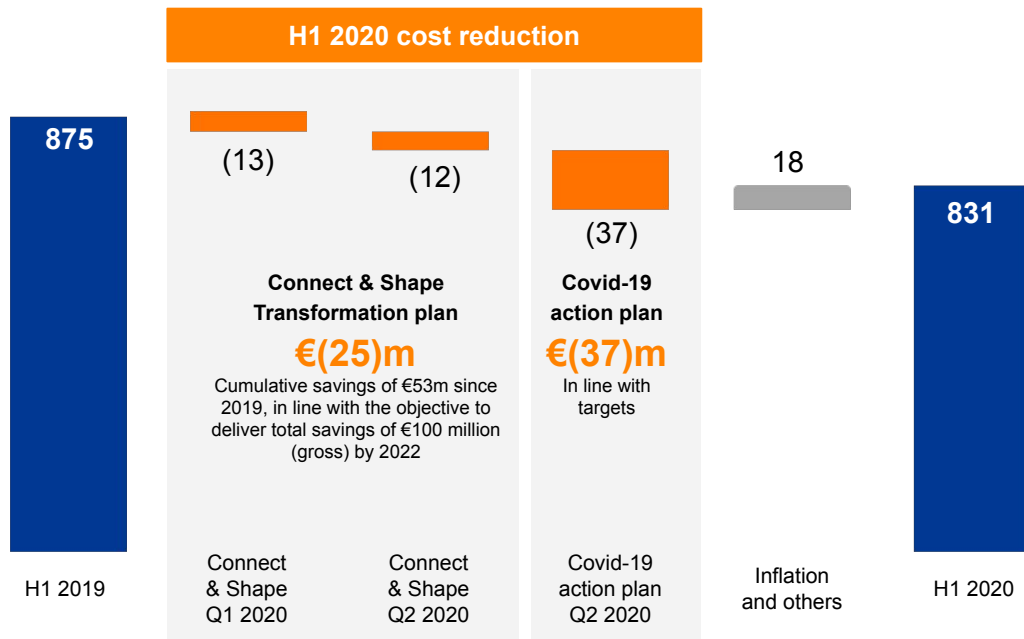 H1 2020 cost reduction
875
(13)
(12)
(37)
18
831
Connect & Shape
Transformation plan
€(25)m
Cumulative savings of €53m since
2019, in line with the objective to
deliver total savings of €100 million
(gross) by 2022
Covid-19
action plan
€(37)m
In line with
targets
H1 2019
Connect
& Shape
Q1 2020
Connect
& Shape
Q2 2020
Covid-19
action plan
Q2 2020
Inflation
and others
H1 2020